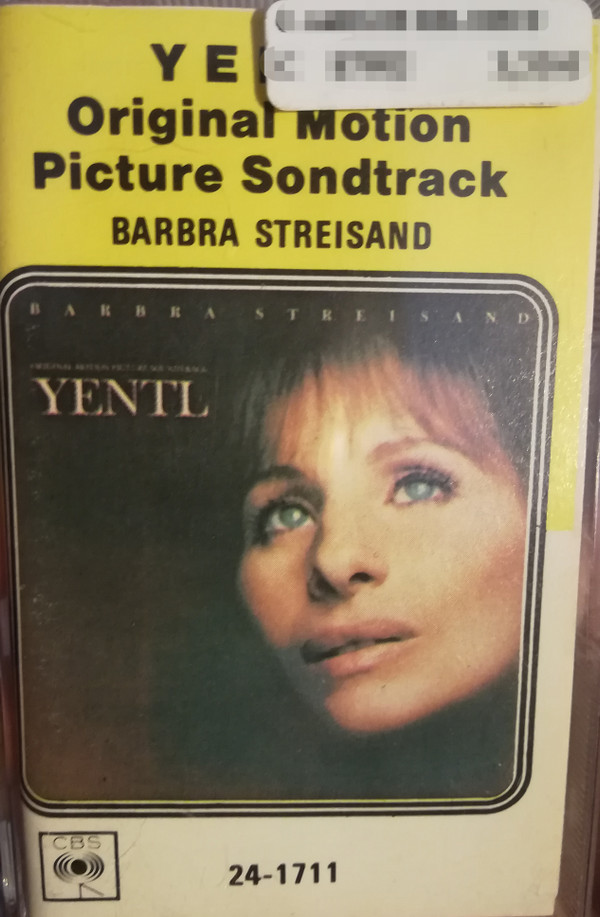 YE
Original Motion
Picture Sondtrack
BARBRA STREISAND
BARBRA STREISAND
ORIGINAL MOTION PICTURE SOUNDTRACK
YENTL
CBS
24-1711